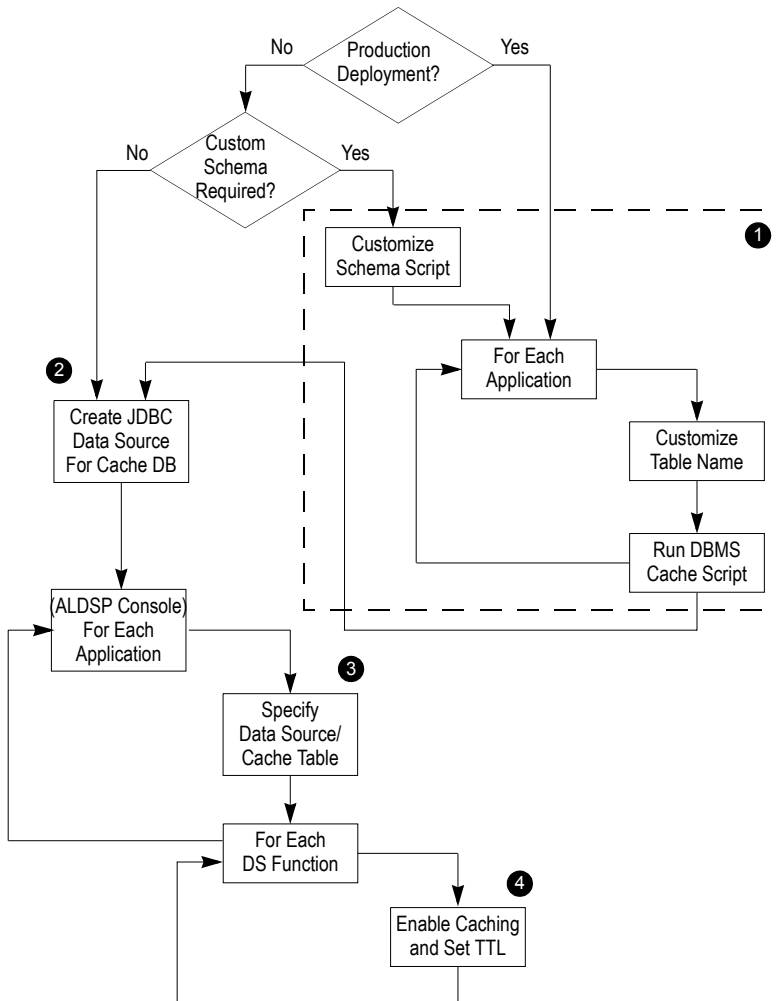 No
Production
Deployment?
Yes
No
Custom
Schema
Required?
Yes
1
Customize
Schema Script
For Each
Application
2
Create JDBC
Data Source
For Cache DB
Customize
Table Name
Run DBMS
Cache Script
(ALDSP Console)
For Each
Application
3
Specify
Data Source/
Cache Table
For Each
DS Function
4
Enable Caching
and Set TTL